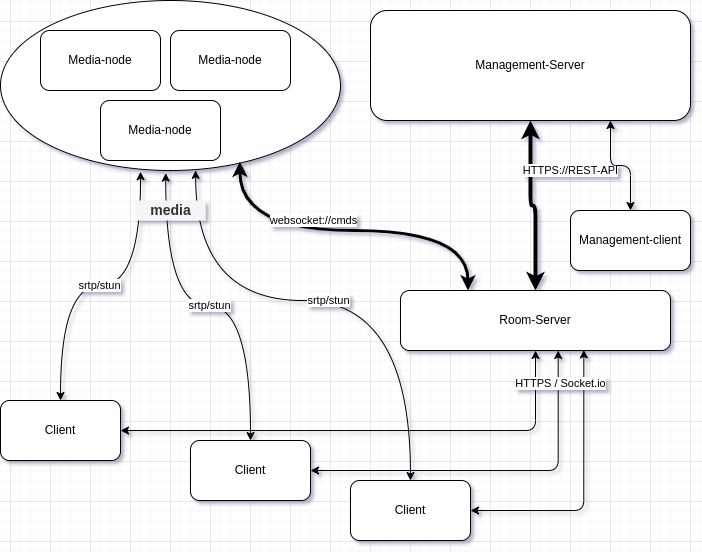 Media-node
Media-node
Media-node
Management-Server
HTTPS://REST-API
media
websocket://cmds
Management-client
srtp/stun
srtp/stun
srtp/stun
Room-Server
HTTPS / Socket.io
Client
Client
Client